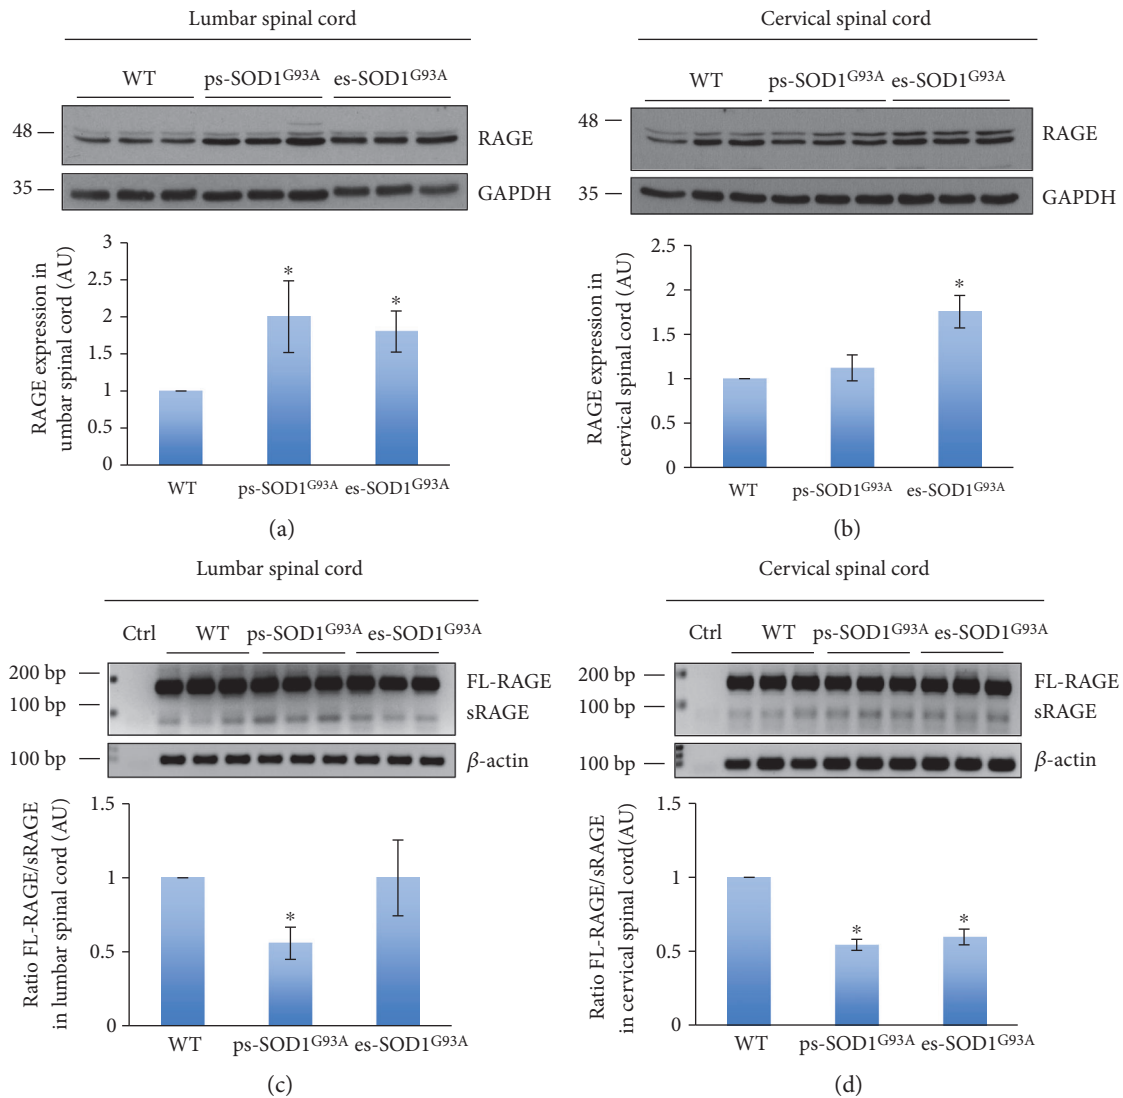 Lumbar spinal cord
WT ps-SOD1G93A es-SOD1G93A
48
RAGE
35
GAPDH
RAGE expression in
umbar spinal cord (AU)
3
2.5
2
1.5
1
0.5
0
* *
WT ps-SOD1G93A es-SOD1G93A
(a)
Cervical spinal cord
WT ps-SOD1G93A es-SOD1G93A
48
RAGE
35
GAPDH
RAGE expression in
cervical spinal cord (AU)
2.5
2
1.5
1
0.5
0
*
WT ps-SOD1G93A es-SOD1G93A
(b)
Lumbar spinal cord
Ctrl WT ps-SOD1G93A es-SOD1G93A
200 bp
FL-RAGE
100 bp
sRAGE
100 bp
β-actin
Ratio FL-RAGE/sRAGE
in lumbar spinal cord (AU)
1.5
1
0.5
0
*
WT ps-SOD1G93A es-SOD1G93A
(c)
Cervical spinal cord
Ctrl WT ps-SOD1G93A es-SOD1G93A
200 bp
FL-RAGE
100 bp
sRAGE
100 bp
β-actin
Ratio FL-RAGE/sRAGE
in cervical spinal cord(AU)
1.5
1
0.5
0
* *
WT ps-SOD1G93A es-SOD1G93A
(d)